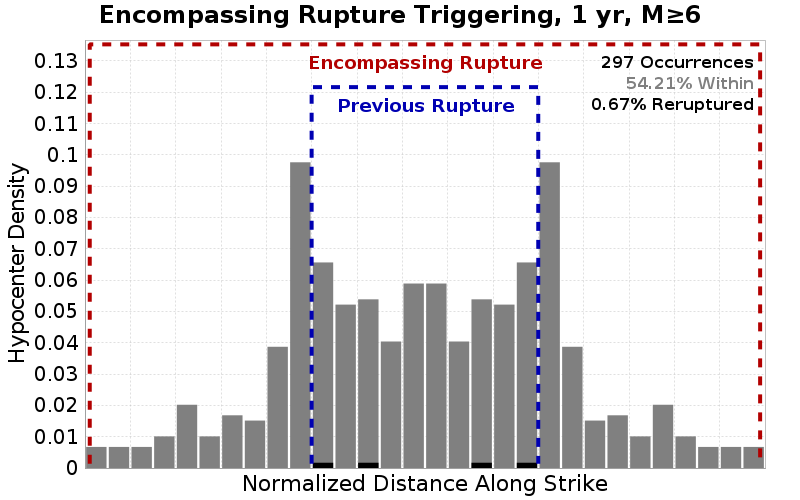 Encompassing Rupture Triggering, 1 yr, M≥6
Encompassing Rupture
297 Occurrences
54.21% Within
Previous Rupture
0.67% Reruptured
Hypocenter Density
0.13
0.12
0.11
0.1
0.09
0.08
0.07
0.06
0.05
0.04
0.03
0.02
0.01
0
Normalized Distance Along Strike